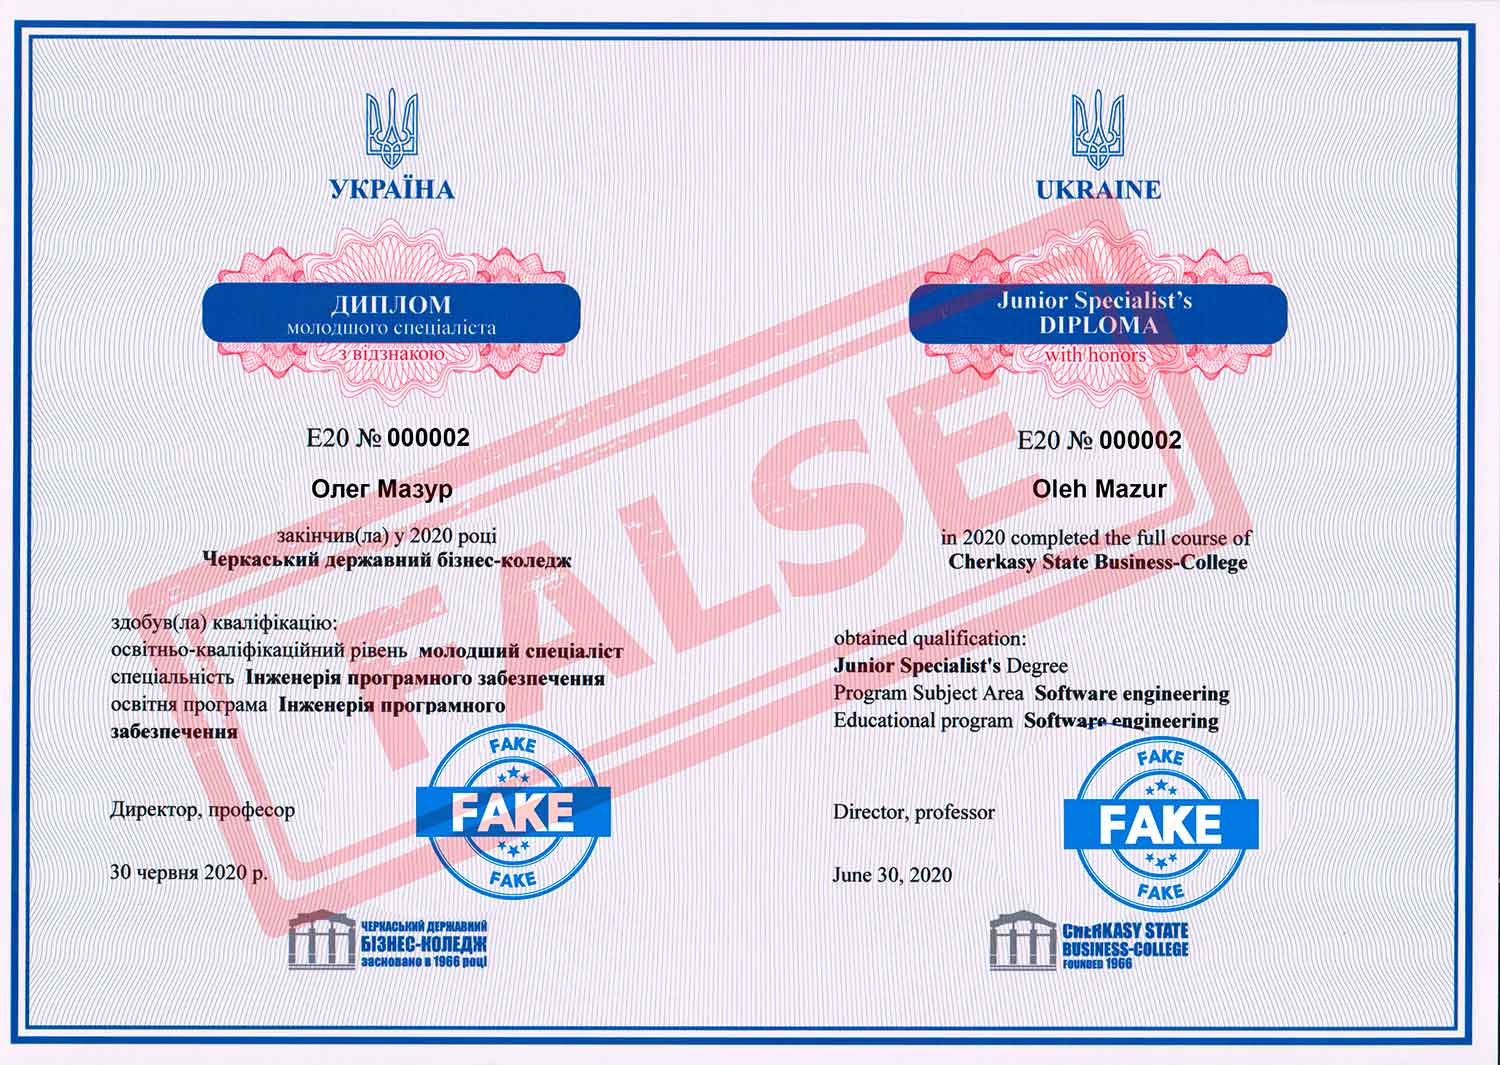 УКРАЇНА
ДИПЛОМ
молодшого спеціаліста
з відзнакою
E20 № 000002
Олег Мазур
закінчив(ла) у 2020 році
Черкаський державний бізнес-коледж
здобув(ла) кваліфікацію:
освітньо-кваліфікаційний рівень молодший спеціаліст
спеціальність Інженерія програмного забезпечення
освітня програма Інженерія програмного
забезпечення
Директор, професор
30 червня 2020 р.
FAKE
FAKE
FAKE
ЧЕРКАСЬКИЙ ДЕРЖАВНИЙ
БІЗНЕС-КОЛЕДЖ
засновано в 1966 році
UKRAINE
Junior Specialist's
DIPLOMA
with honors
E20 № 000002
Oleh Mazur
in 2020 completed the full course of
Cherkasy State Business-College
obtained qualification:
Junior Specialist's Degree
Program Subject Area Software engineering
Educational program Software engineering
Director, professor
June 30, 2020
FAKE
FAKE
FAKE
CHERKASY STATE
BUSINESS-COLLEGE
FOUNDED 1966
FALSE